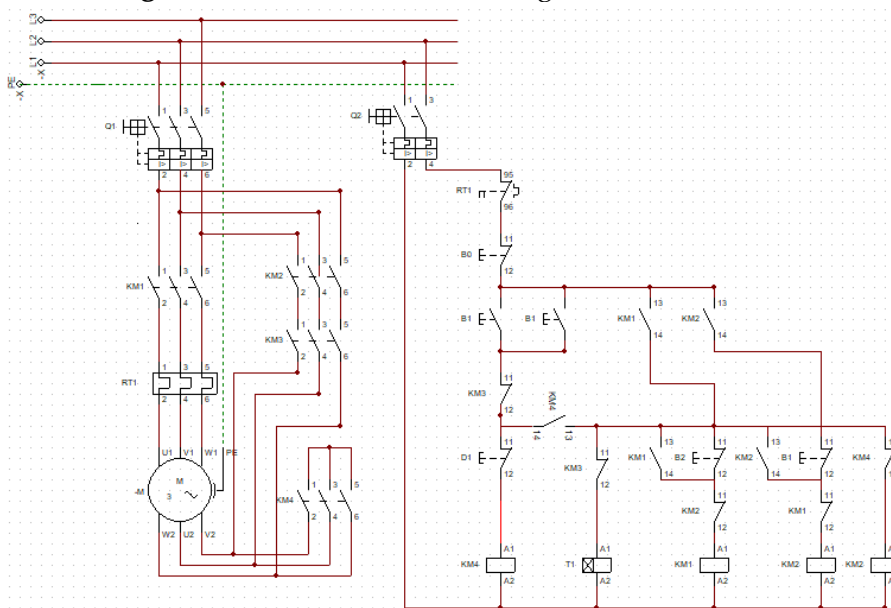 L3
L2
L1
-X
PE
-X
Q1
1 3 5
I> I> I>
2 4 6
Q2
1 3
I> I>
2 4
RT1
95
96
B0
11
12
KM1
1 3 5
2 4 6
KM2
1 3 5
2 4 6
KM3
1 3 5
2 4 6
B1
B1
KM1
13
14
KM2
13
14
RT1
1 3 5
2 4 6
KM3
11
12
KM4
14 13
U1 V1 W1 PE
-M
M
3
W2 U2 V2
KM4
1 3 5
2 4 6
D1
11
12
KM3
11
12
KM1
13
14
B2
11
12
KM2
13
14
B1
11
12
KM4
KM2
11
12
KM1
11
12
KM4
A1
A2
T1
A1
A2
KM1
A1
A2
KM2
A1
A2
KM2